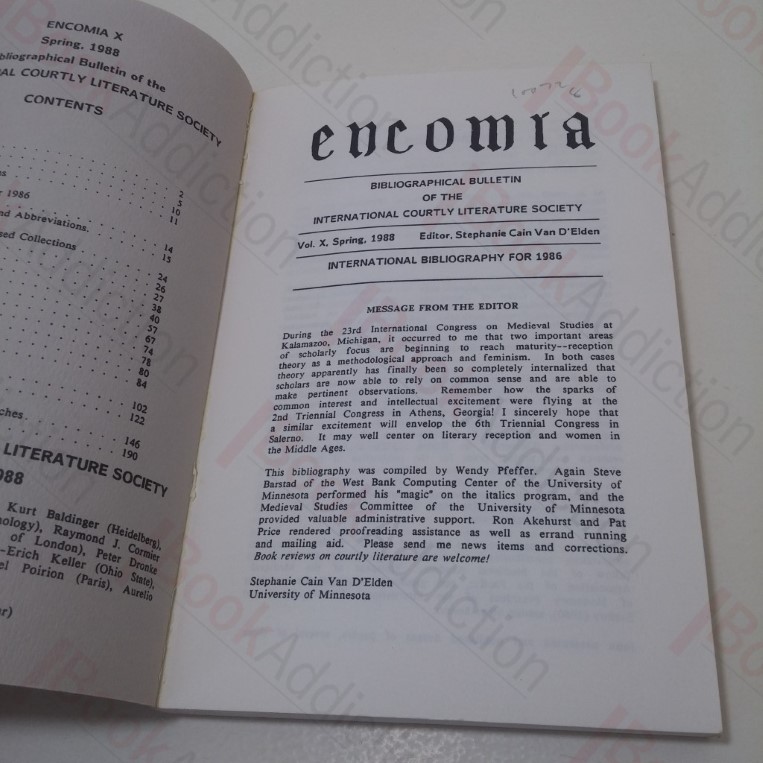 ENCOMIA X
Spring, 1988
Bibliographical Bulletin of the
COURTLY LITERATURE SOCIETY
CONTENTS
2
5
1986 10
11
and Abbreviations. 14
Collections 15
24
26
27
38
40
57
67
74
78
80
84
102
122
146
190
LITERATURE SOCIETY
Kurt Baldinger (Heidelberg),
Raymond J. Cormier
of London), Peter Dronke
Keller (Ohio State),
Poirion (Paris), Aurelio
encomia
BIBLIOGRAPHICAL BULLETIN
OF THE
INTERNATIONAL COURTLY LITERATURE SOCIETY
Vol. X, Spring, 1988 Editor, Stephanie Cain Van D'Elden
INTERNATIONAL BIBLIOGRAPHY FOR 1986
MESSAGE FROM THE EDITOR
During the 23rd International Congress on Medieval Studies at
Kalamazoo, Michigan, it occurred to me that two important areas
of scholarly focus are beginning to reach maturity--reception
theory as a methodological approach and feminism. In both cases
theory apparently has finally been so completely internalized that
scholars are now able to rely on common sense and are able to
make pertinent observations. Remember how the sparks of
common interest and intellectual excitement were flying at the
2nd Triennial Congress in Athens, Georgia! I sincerely hope that
a similar excitement will envelop the 6th Triennial Congress in
Salerno. It may well center on literary reception and women in
the Middle Ages.
This bibliography was compiled by Wendy Pfeffer. Again Steve
Barstad of the West Bank Computing Center of the University of
Minnesota performed his "magic" on the italics program, and the
Medieval Studies Committee of the University of Minnesota
provided valuable administrative support. Ron Akehurst and Pat
Price rendered proofreading assistance as well as errand running
and mailing aid. Please send me news items and corrections.
Book reviews on courtly literature are welcome!
Stephanie Cain Van D'Elden
University of Minnesota
BookAddiction